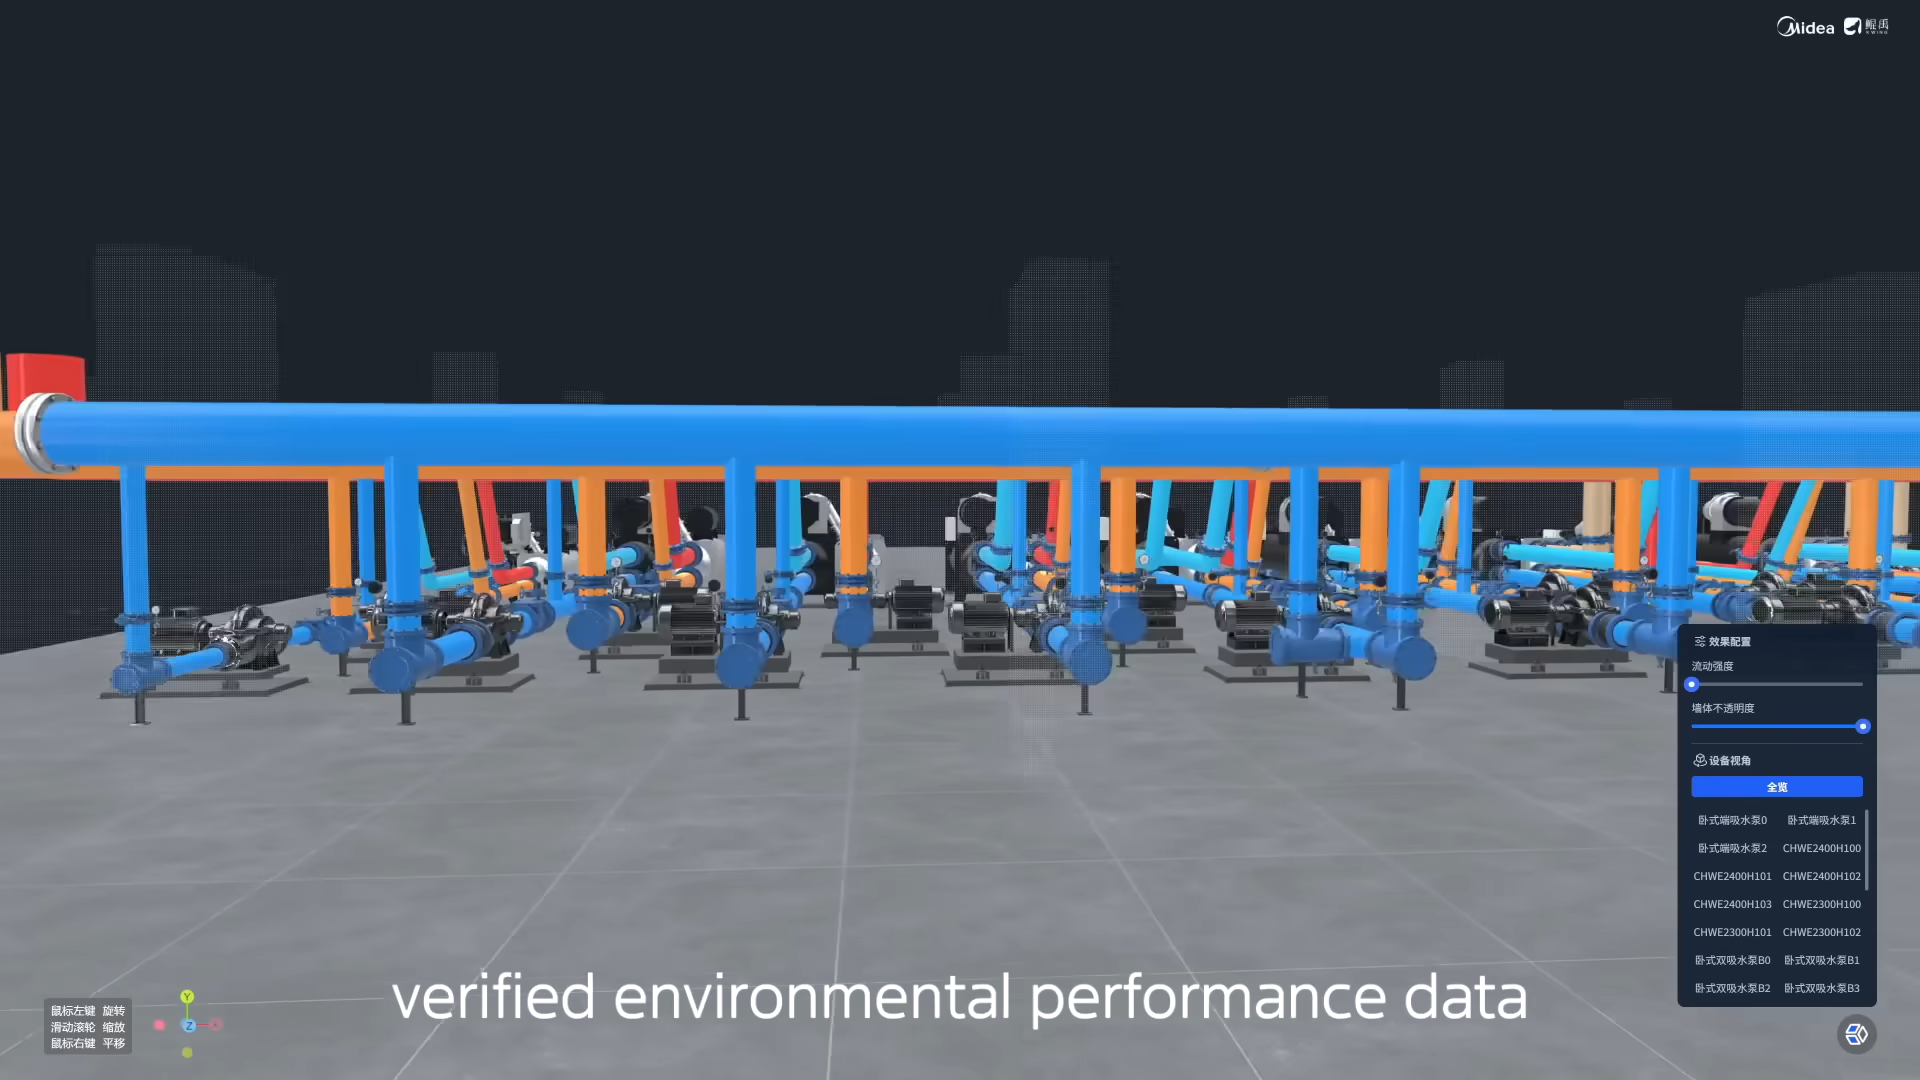 Midea 鲲禹
KWING
效果配置
流动强度
墙体不透明度
设备视角
全览
卧式端吸水泵0 卧式端吸水泵1
卧式端吸水泵2 CHWE2400H100
CHWE2400H101 CHWE2400H102
CHWE2400H103 CHWE2300H100
CHWE2300H101 CHWE2300H102
卧式双吸水泵B0 卧式双吸水泵B1
卧式双吸水泵B2 卧式双吸水泵B3
verified environmental performance data
鼠标左键 旋转
滑动滚轮 缩放
鼠标右键 平移
Y
Z
X